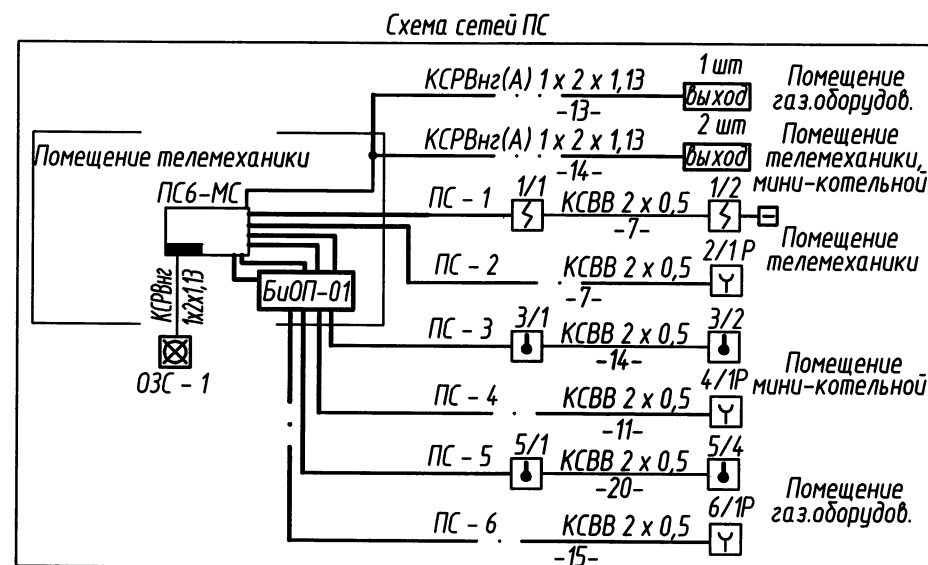 Схема сетей ПС
КСРВнг(А) 1 х 2 х 1,13
-13-
1 шт
выход
Помещение
газ.оборудов.
КСРВнг(А) 1 х 2 х 1,13
-14-
2 шт
выход
Помещение
телемеханики,
мини-котельной
Помещение телемеханики
ПС6-МС
ПС - 1
1/1
КСВВ 2 х 0,5
-7-
1/2
Помещение
телемеханики
ПС - 2
КСВВ 2 х 0,5
-7-
2/1Р
БиОП-01
КСРВнг
1х2х1,13
ОЗС - 1
ПС - 3
3/1
КСВВ 2 х 0,5
-14-
3/2
Помещение
мини-котельной
ПС - 4
КСВВ 2 х 0,5
-11-
4/1Р
ПС - 5
5/1
КСВВ 2 х 0,5
-20-
5/4
Помещение
газ.оборудов.
ПС - 6
КСВВ 2 х 0,5
-15-
6/1Р